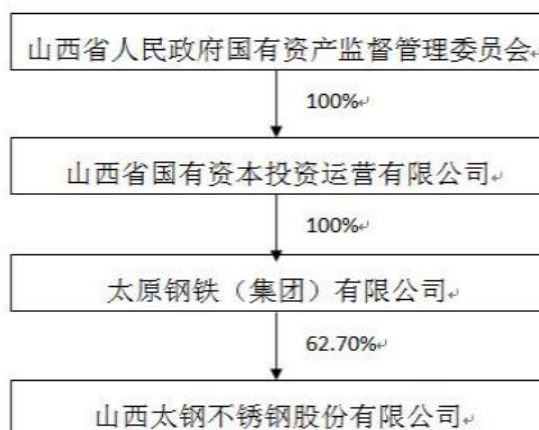 山西省人民政府国有资产监督管理委员会
100%
山西省国有资本投资运营有限公司
100%
太原钢铁（集团）有限公司
62.70%
山西太钢不锈钢股份有限公司